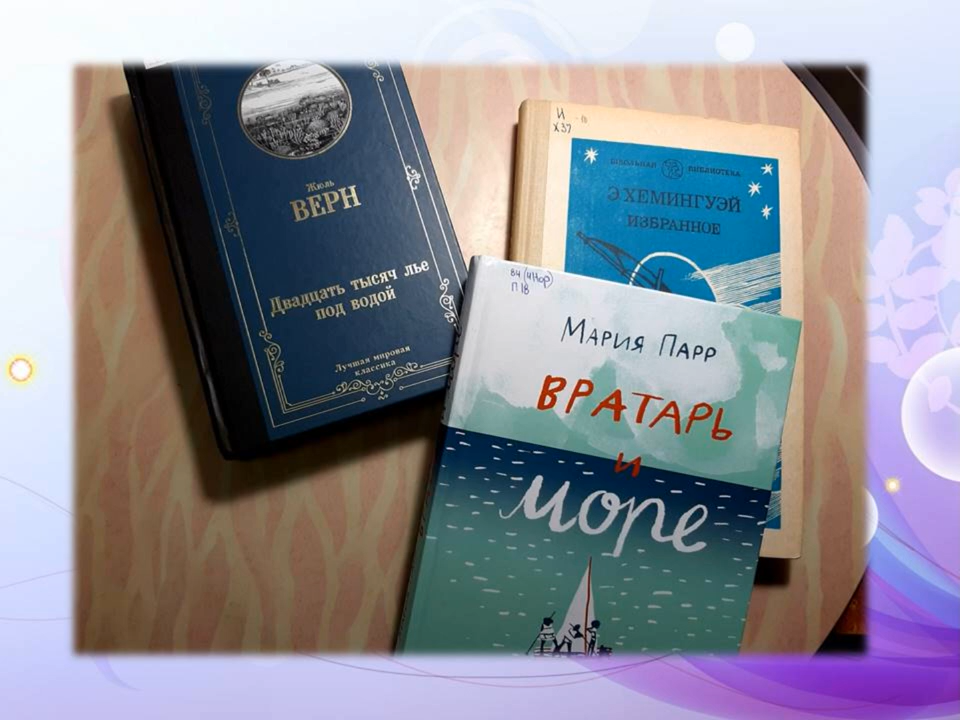 Жюль
ВЕРН
Двадцать тысяч лье
под водой
Лучшая мировая
классика
И
Х37
ШКОЛЬНАЯ БИБЛИОТЕКА
Э ХЕМИНГУЭЙ
ИЗБРАННОЕ
84(4Нор)
П18
МАРИЯ ПАРР
ВРАТАРЬ
и
море